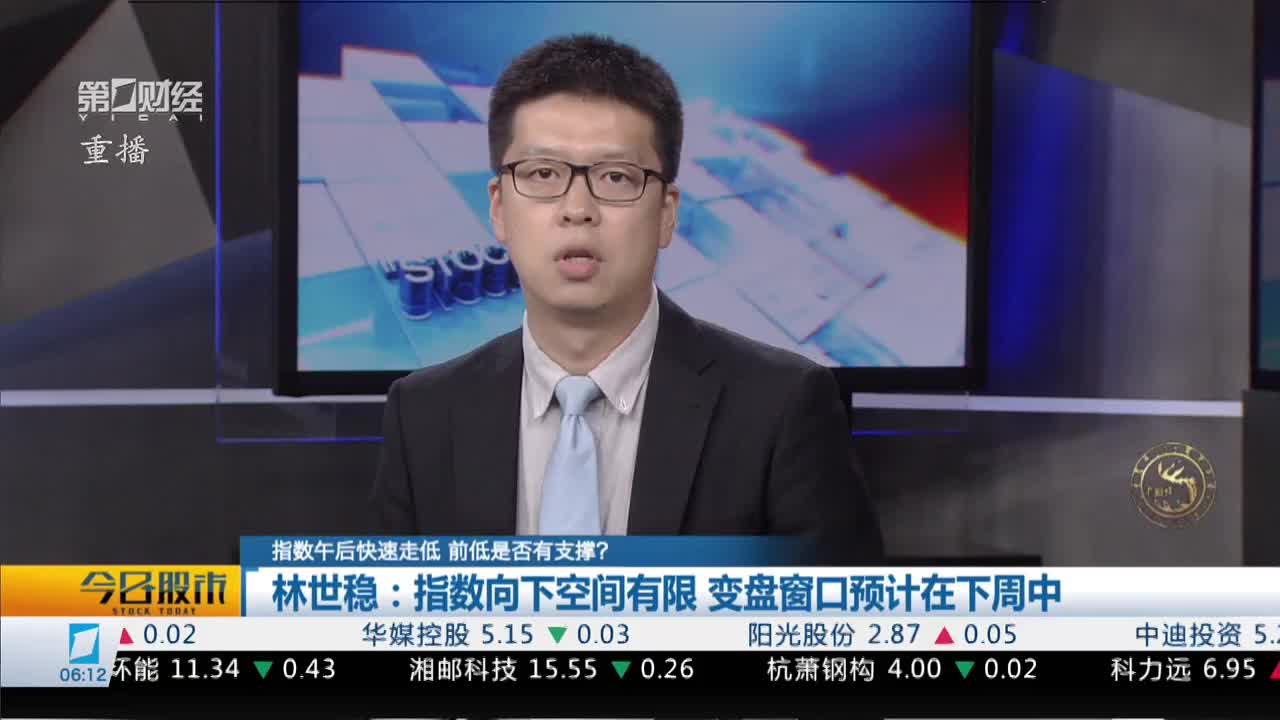 第一财经
YICAI
重播
STOC
指数午后快速走低 前低是否有支撑?
今日股市
STOCK TODAY
林世稳：指数向下空间有限 变盘窗口预计在下周中
▲ 0.02 华媒控股 5.15 ▼ 0.03 阳光股份 2.87 ▲ 0.05 中迪投资 5.2
06:12
环能 11.34 ▼ 0.43 湘邮科技 15.55 ▼ 0.26 杭萧钢构 4.00 ▼ 0.02 科力远 6.95